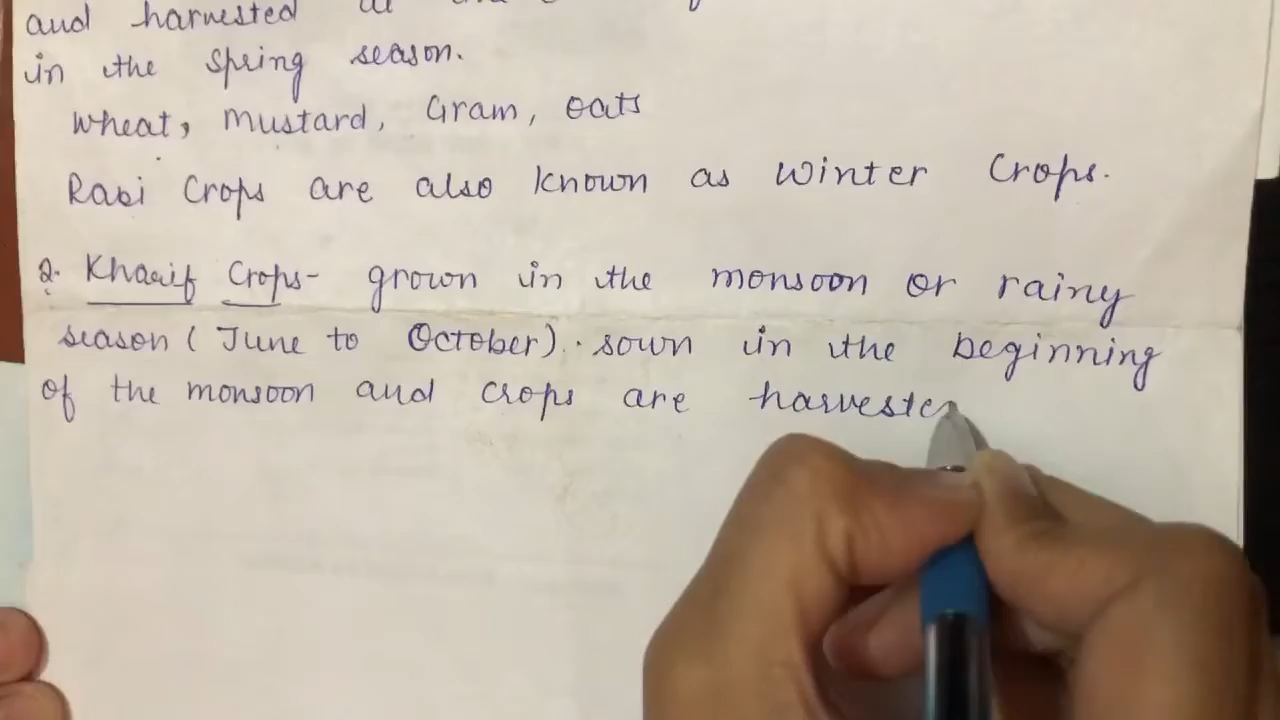 and harvested at the
in the spring season.
Wheat, Mustard, Gram, Oats
Rabi Crops are also known as Winter Crops.
2. Kharif Crops- grown in the monsoon or rainy
season (June to October). sown in the beginning
of the monsoon and crops are harveste